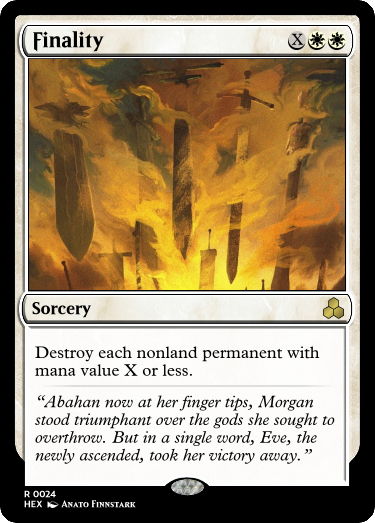 Finality X
Sorcery
Destroy each nonland permanent with
mana value X or less.
“Abahan now at her finger tips, Morgan
stood triumphant over the gods she sought to
overthrow. But in a single word, Eve, the
newly ascended, took her victory away.”
R 0024
HEX Anato Finnstark